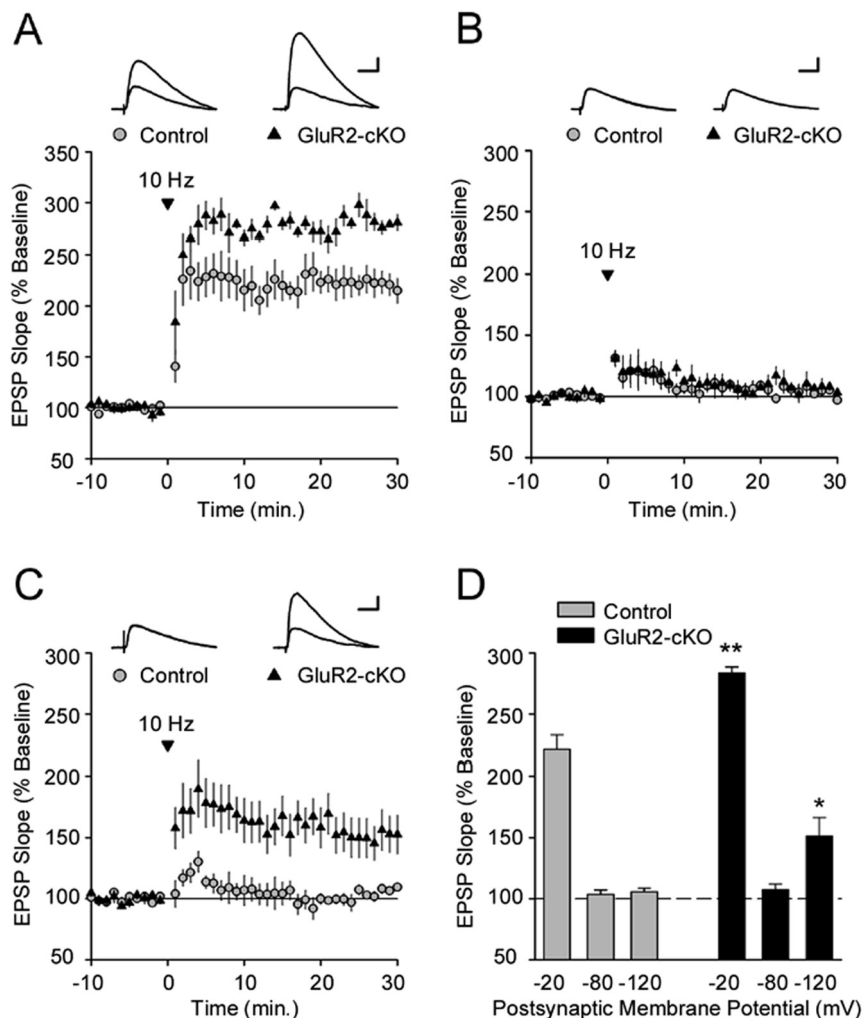 A
Control
GluR2-cKO
10 Hz
EPSP Slope (% Baseline)
350
300
250
200
150
100
50
-10
0
10
20
30
Time (min.)
B
Control
GluR2-cKO
10 Hz
EPSP Slope (% Baseline)
300
250
200
150
100
50
-10
0
10
20
30
Time (min.)
C
Control
GluR2-cKO
10 Hz
EPSP Slope (% Baseline)
300
250
200
150
100
50
-10
0
10
20
30
Time (min.)
D
Control
GluR2-cKO
**
*
EPSP Slope (% Baseline)
300
250
200
150
100
50
-20
-80
-120
-20
-80
-120
Postsynaptic Membrane Potential (mV)